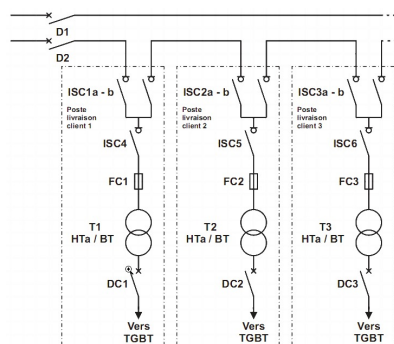 D1
D2
ISC1a - b
ISC2a - b
ISC3a - b
Poste
livraison
client 1
Poste
livraison
client 2
Poste
livraison
client 3
ISC4
ISC5
ISC6
FC1
FC2
FC3
T1
HTa / BT
T2
HTa / BT
T3
HTa / BT
DC1
DC2
DC3
Vers
TGBT
Vers
TGBT
Vers
TGBT